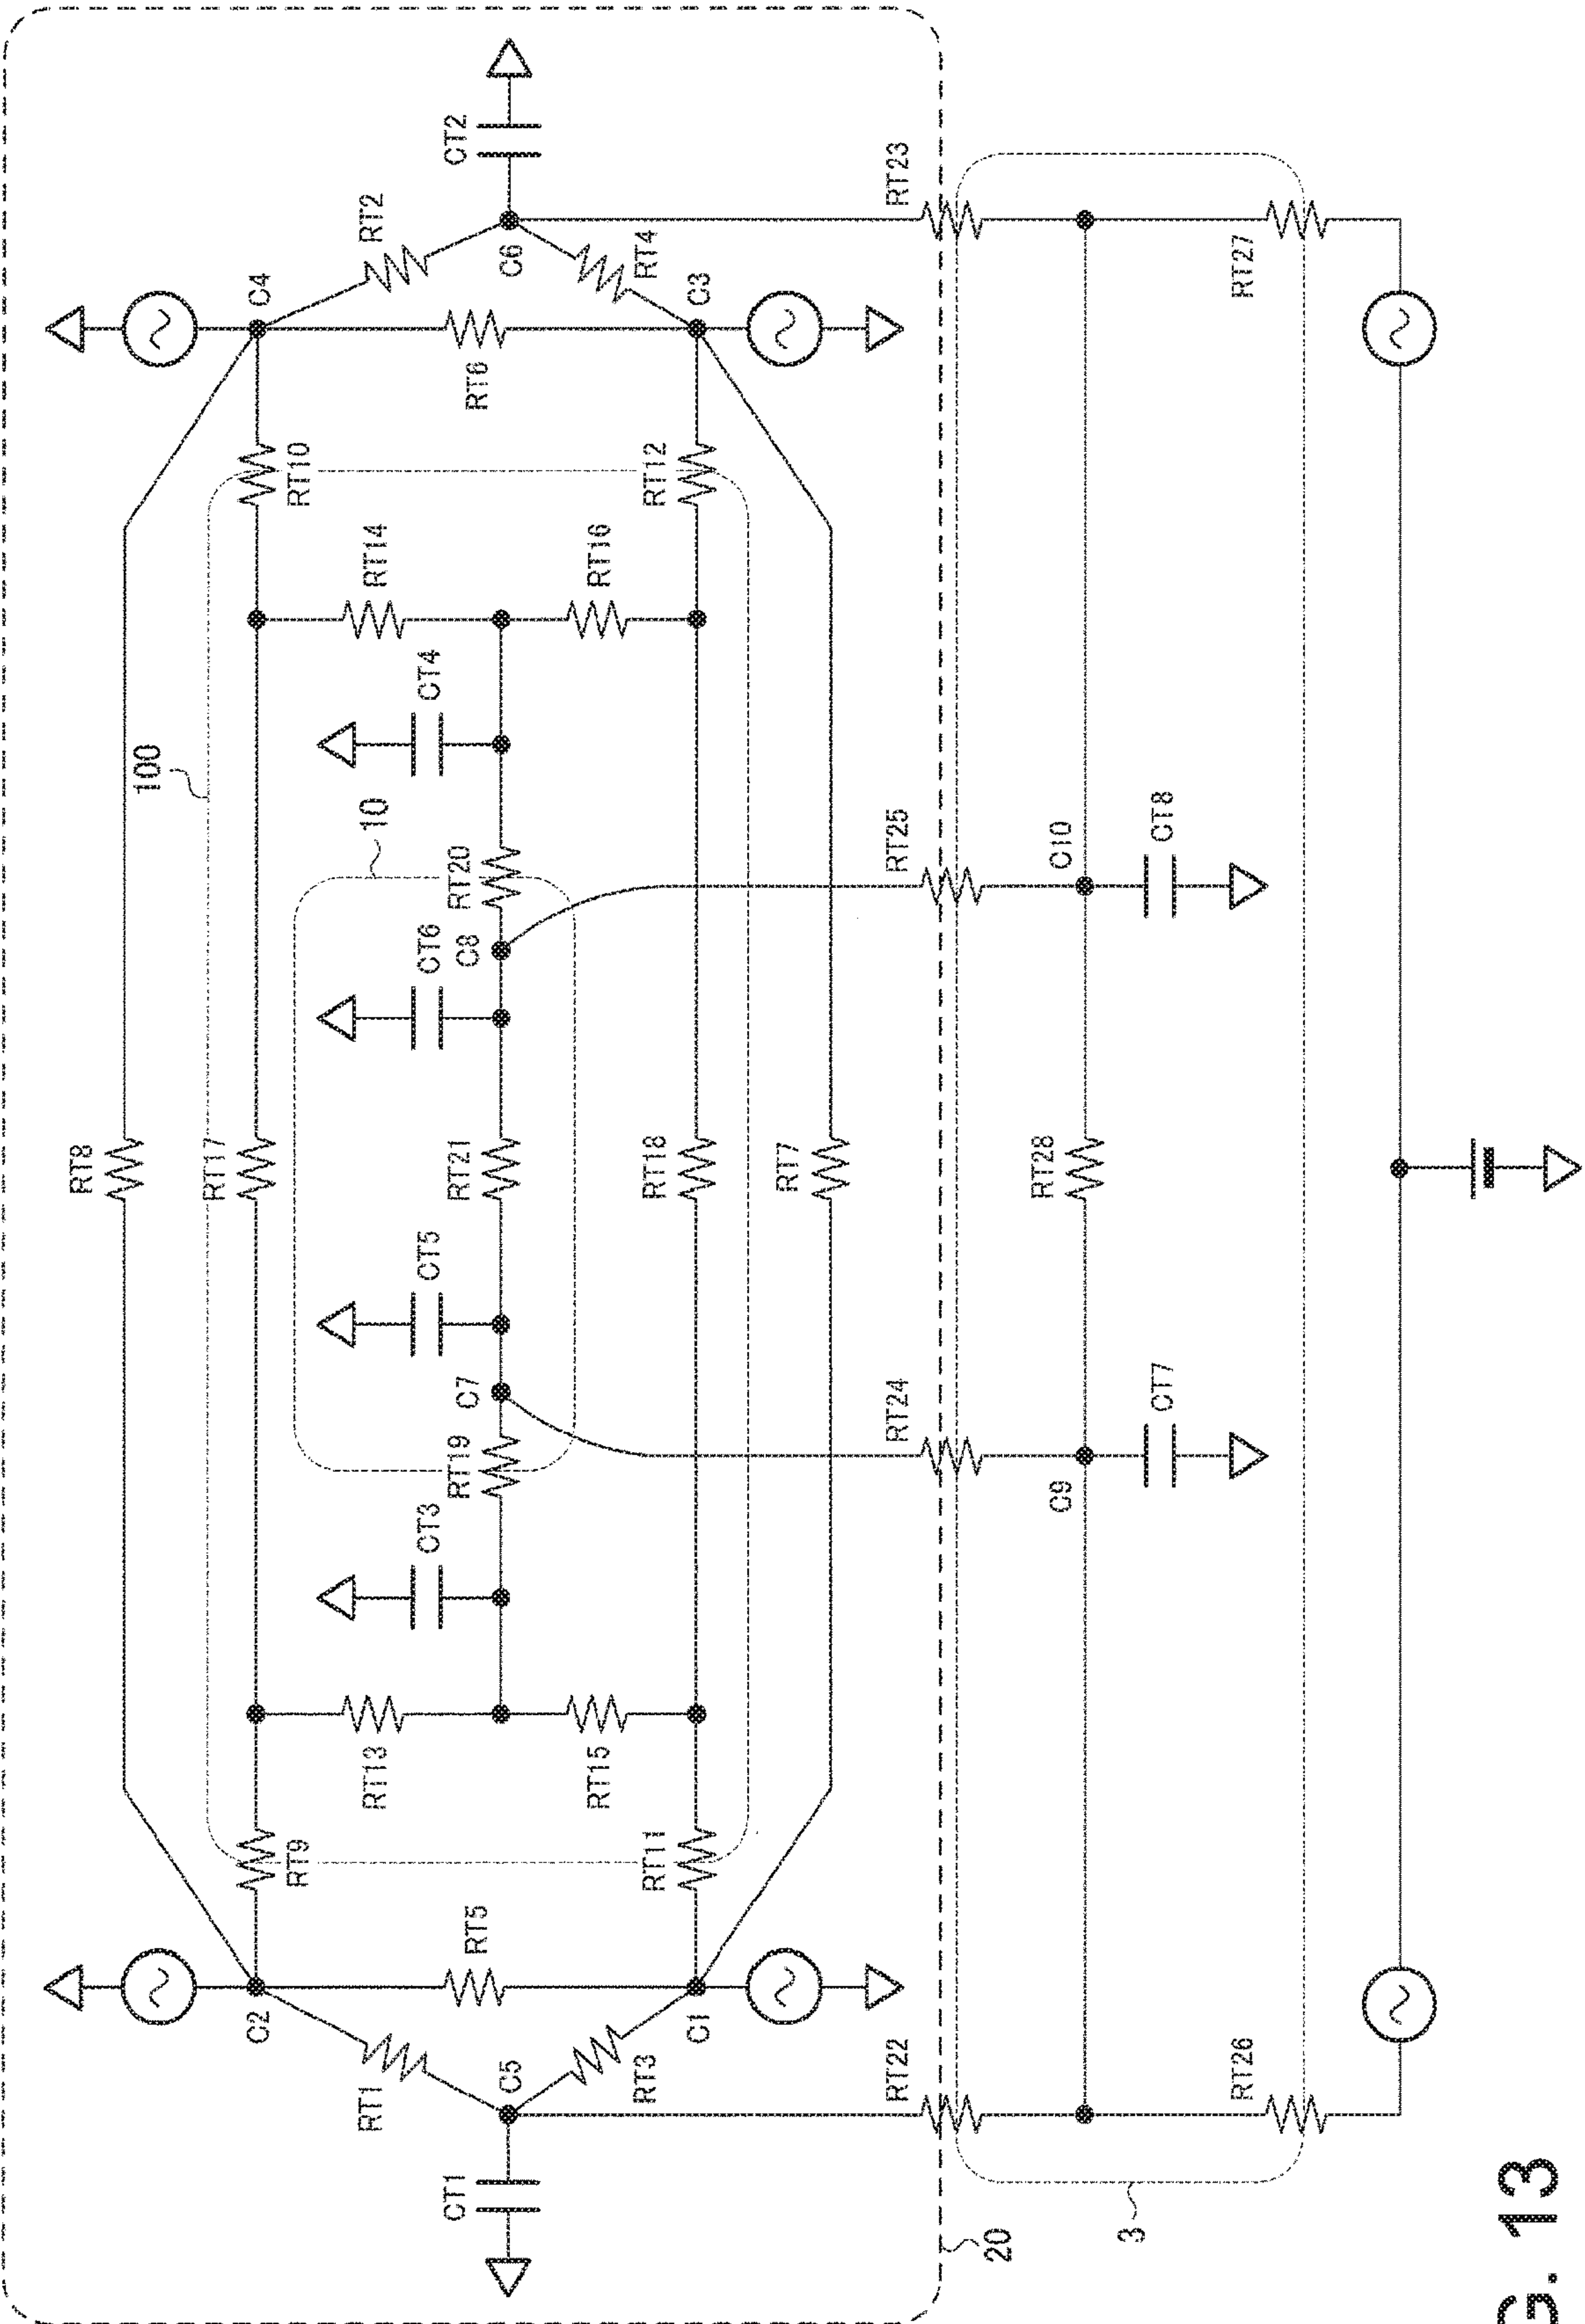 RT8
100
RT17
C2 C4
RT9 RT10
RT1 RT13 10 RT14 RT2
CT3 CT5 CT6 CT4
CT1 RT19 C7 RT21 C8 RT20 CT2
RT5 RT6
C5 C6
RT15 RT16
RT3 RT11 RT18 RT12 RT4
C1 C3
RT7
RT22 RT24 RT25 RT23
20
C9 RT28 C10
3
CT7 CT8
RT26 RT27
G. 13